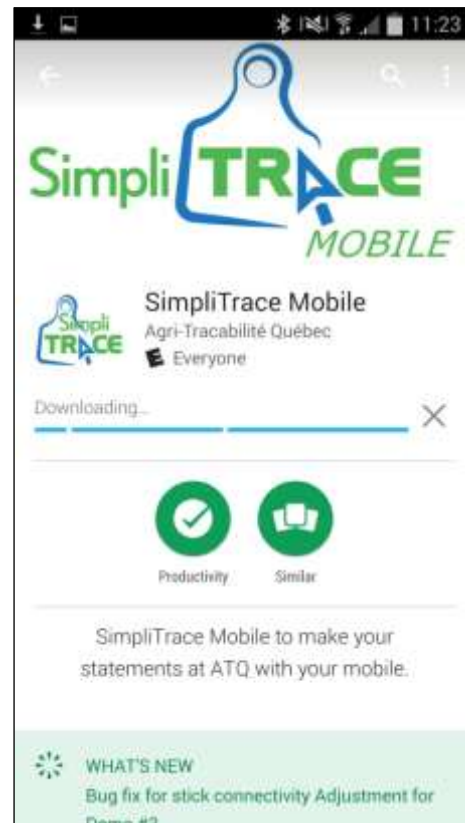 11:23
Simpli TRACE
MOBILE
Simpli
TRACE
SimpliTrace Mobile
Agri-Tracabilité Québec
E Everyone
Downloading...
Productivity
Similar
SimpliTrace Mobile to make your
statements at ATQ with your mobile.
WHAT'S NEW
Bug fix for stick connectivity Adjustment for